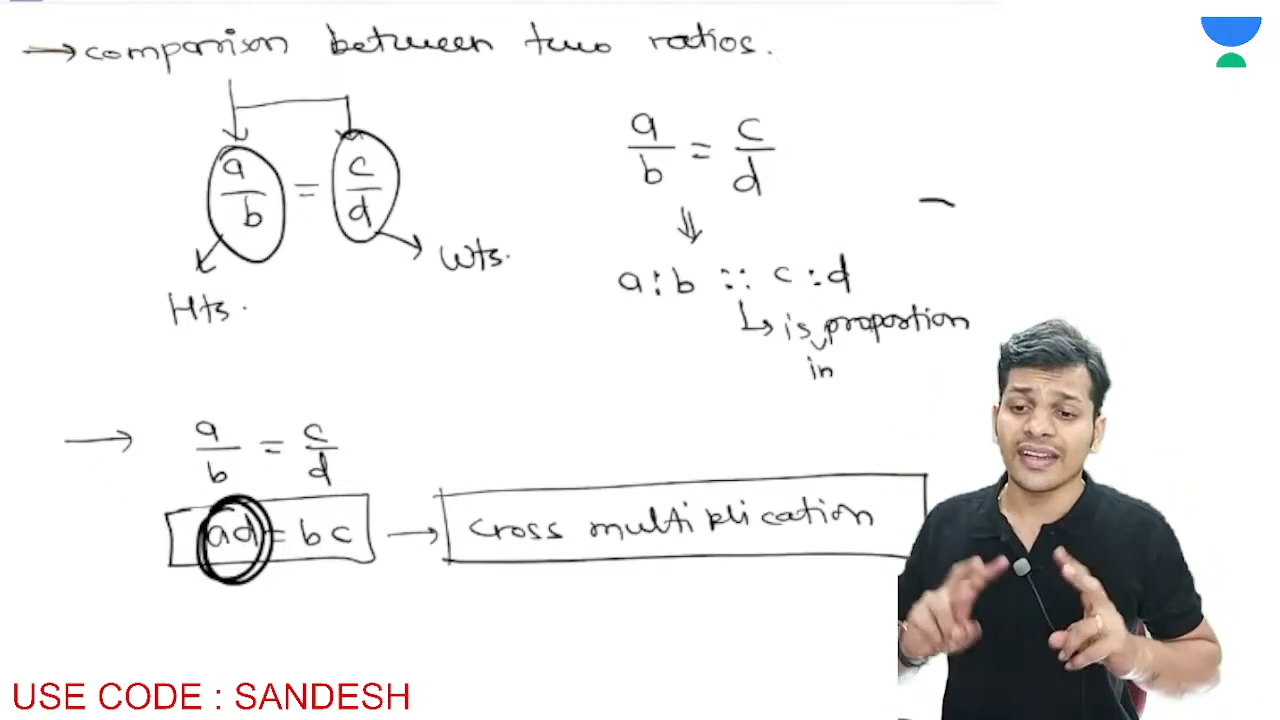 → comparison between two ratios.
a/b = c/d
Hts.
Wts.
a/b = c/d
⇓
a : b :: c : d
↳ is proportion
in
→ a/b = c/d
ad = bc → cross multiplication
USE CODE : SANDESH